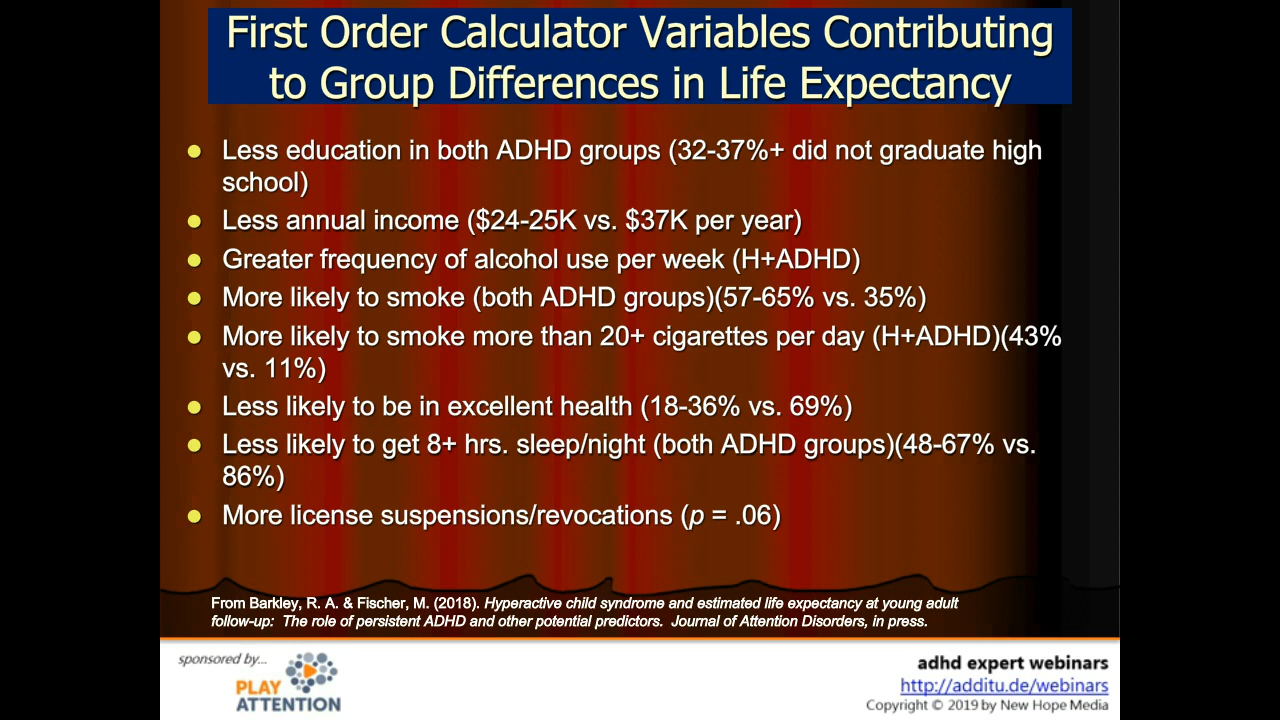 First Order Calculator Variables Contributing
to Group Differences in Life Expectancy
● Less education in both ADHD groups (32-37%+ did not graduate high
school)
● Less annual income ($24-25K vs. $37K per year)
● Greater frequency of alcohol use per week (H+ADHD)
● More likely to smoke (both ADHD groups)(57-65% vs. 35%)
● More likely to smoke more than 20+ cigarettes per day (H+ADHD)(43%
vs. 11%)
● Less likely to be in excellent health (18-36% vs. 69%)
● Less likely to get 8+ hrs. sleep/night (both ADHD groups)(48-67% vs.
86%)
● More license suspensions/revocations (p = .06)
From Barkley, R. A. & Fischer, M. (2018). Hyperactive child syndrome and estimated life expectancy at young adult
follow-up: The role of persistent ADHD and other potential predictors. Journal of Attention Disorders, in press.
sponsored by...
PLAY
ATTENTION
adhd expert webinars
http://additu.de/webinars
Copyright © 2019 by New Hope Media